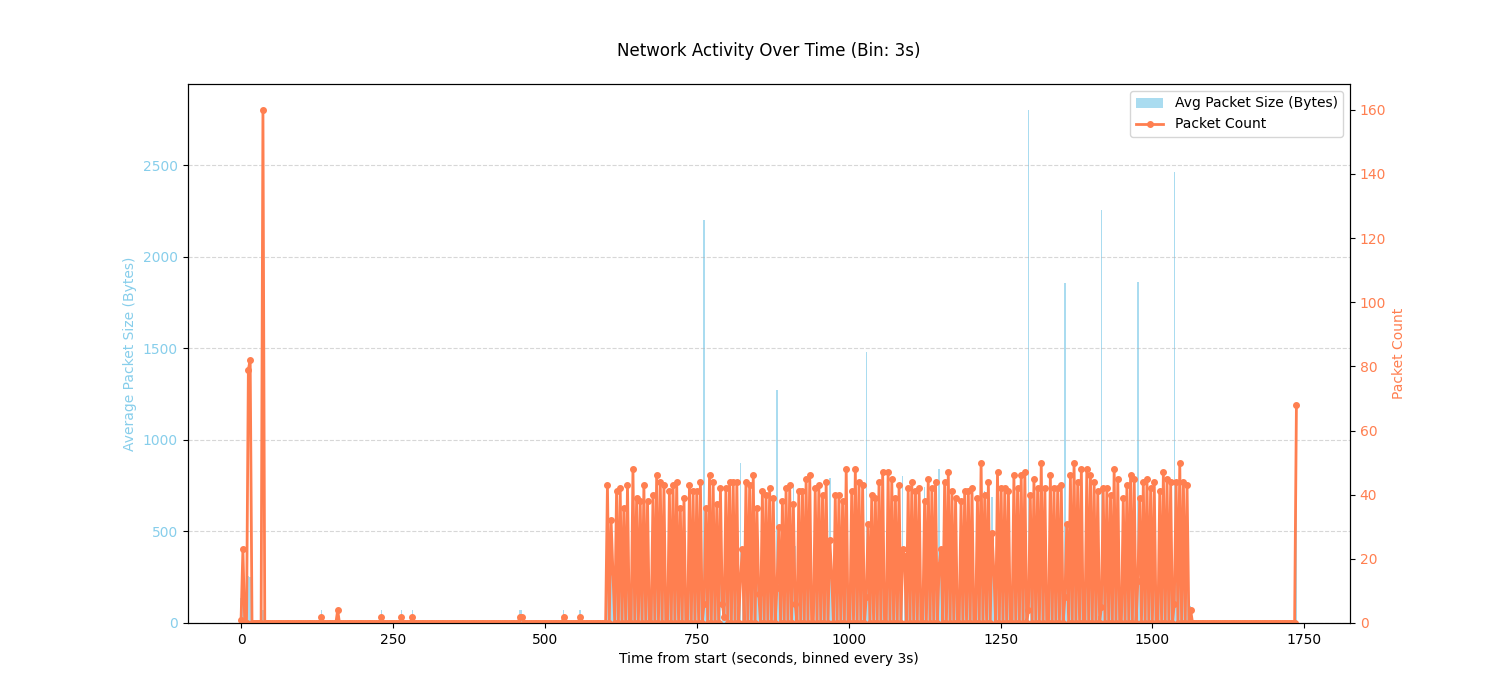 Network Activity Over Time (Bin: 3s)
Avg Packet Size (Bytes)
Packet Count
Average Packet Size (Bytes)
2500
2000
1500
1000
500
0
160
140
120
100
80
60
40
20
0
Packet Count
0 250 500 750 1000 1250 1500 1750
Time from start (seconds, binned every 3s)